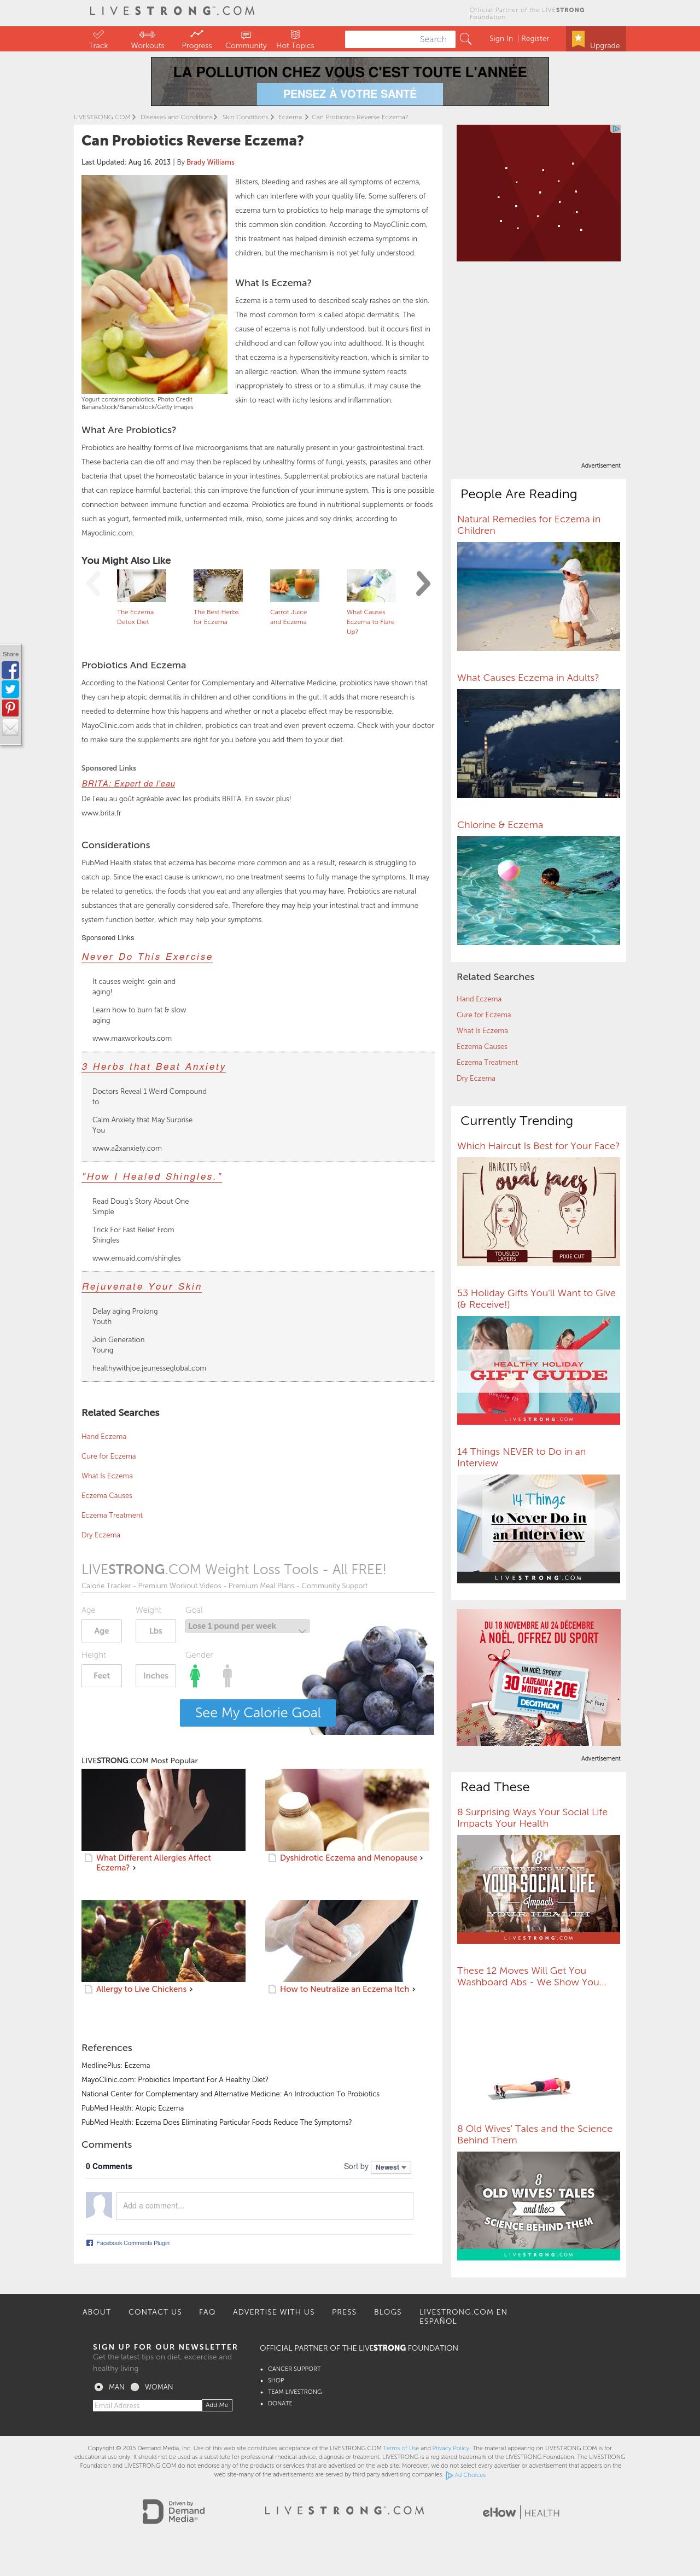 LIVESTRONG.COM
Official Partner of the LIVESTRONG
Foundation
Track
Workouts
Progress
Community
Hot Topics
Search
Sign In | Register
Upgrade
LA POLLUTION CHEZ VOUS C'EST TOUTE L'ANNÉE
PENSEZ À VOTRE SANTÉ
LIVESTRONG.COM > Diseases and Conditions > Skin Conditions > Eczema > Can Probiotics Reverse Eczema?
Can Probiotics Reverse Eczema?
Last Updated: Aug 16, 2013 | By Brady Williams
Blisters, bleeding and rashes are all symptoms of eczema,
which can interfere with your quality life. Some sufferers of
eczema turn to probiotics to help manage the symptoms of
this common skin condition. According to MayoClinic.com,
this treatment has helped diminish eczema symptoms in
children, but the mechanism is not yet fully understood.
What Is Eczema?
Eczema is a term used to described scaly rashes on the skin.
The most common form is called atopic dermatitis. The
cause of eczema is not fully understood, but it occurs first in
childhood and can follow you into adulthood. It is thought
that eczema is a hypersensitivity reaction, which is similar to
an allergic reaction. When the immune system reacts
inappropriately to stress or to a stimulus, it may cause the
skin to react with itchy lesions and inflammation.
Yogurt contains probiotics. Photo Credit
BananaStock/BananaStock/Getty Images
What Are Probiotics?
Probiotics are healthy forms of live microorganisms that are naturally present in your gastrointestinal tract.
These bacteria can die off and may then be replaced by unhealthy forms of fungi, yeasts, parasites and other
bacteria that upset the homeostatic balance in your intestines. Supplemental probiotics are natural bacteria
that can replace harmful bacterial; this can improve the function of your immune system. This is one possible
connection between immune function and eczema. Probiotics are found in nutritional supplements or foods
such as yogurt, fermented milk, unfermented milk, miso, some juices and soy drinks, according to
Mayoclinic.com.
You Might Also Like
The Eczema
Detox Diet
The Best Herbs
for Eczema
Carrot Juice
and Eczema
What Causes
Eczema to Flare
Up?
Share
Probiotics And Eczema
According to the National Center for Complementary and Alternative Medicine, probiotics have shown that
they can help atopic dermatitis in children and other conditions in the gut. It adds that more research is
needed to determine how this happens and whether or not a placebo effect may be responsible.
MayoClinic.com adds that in children, probiotics can treat and even prevent eczema. Check with your doctor
to make sure the supplements are right for you before you add them to your diet.
Sponsored Links
BRITA: Expert de l'eau
De l'eau au goût agréable avec les produits BRITA. En savoir plus!
www.brita.fr
Considerations
PubMed Health states that eczema has become more common and as a result, research is struggling to
catch up. Since the exact cause is unknown, no one treatment seems to fully manage the symptoms. It may
be related to genetics, the foods that you eat and any allergies that you may have. Probiotics are natural
substances that are generally considered safe. Therefore they may help your intestinal tract and immune
system function better, which may help your symptoms.
Sponsored Links
Never Do This Exercise
It causes weight-gain and
aging!
Learn how to burn fat & slow
aging
www.maxworkouts.com
3 Herbs that Beat Anxiety
Doctors Reveal 1 Weird Compound
to
Calm Anxiety that May Surprise
You
www.a2xanxiety.com
"How I Healed Shingles."
Read Doug's Story About One
Simple
Trick For Fast Relief From
Shingles
www.emuaid.com/shingles
Rejuvenate Your Skin
Delay aging Prolong
Youth
Join Generation
Young
healthywithjoe.jeunesseglobal.com
Related Searches
Hand Eczema
Cure for Eczema
What Is Eczema
Eczema Causes
Eczema Treatment
Dry Eczema
LIVESTRONG.COM Weight Loss Tools - All FREE!
Calorie Tracker - Premium Workout Videos - Premium Meal Plans - Community Support
Age
Weight
Goal
Age
Lbs
Lose 1 pound per week
Height
Gender
Feet
Inches
See My Calorie Goal
LIVESTRONG.COM Most Popular
What Different Allergies Affect
Eczema? ›
Dyshidrotic Eczema and Menopause ›
Allergy to Live Chickens ›
How to Neutralize an Eczema Itch ›
References
MedlinePlus: Eczema
MayoClinic.com: Probiotics Important For A Healthy Diet?
National Center for Complementary and Alternative Medicine: An Introduction To Probiotics
PubMed Health: Atopic Eczema
PubMed Health: Eczema Does Eliminating Particular Foods Reduce The Symptoms?
Comments
0 Comments
Sort by Newest
Add a comment...
Facebook Comments Plugin
Advertisement
People Are Reading
Natural Remedies for Eczema in
Children
What Causes Eczema in Adults?
Chlorine & Eczema
Related Searches
Hand Eczema
Cure for Eczema
What Is Eczema
Eczema Causes
Eczema Treatment
Dry Eczema
Currently Trending
Which Haircut Is Best for Your Face?
HAIRCUTS FOR
oval faces
TOUSLED
LAYERS
PIXIE CUT
53 Holiday Gifts You'll Want to Give
(& Receive!)
HEALTHY HOLIDAY
GIFT GUIDE
LIVESTRONG.COM
14 Things NEVER to Do in an
Interview
14 Things
to Never Do in
an Interview
LIVESTRONG.COM
DU 18 NOVEMBRE AU 24 DÉCEMBRE
À NOËL, OFFREZ DU SPORT
UN NOËL SPORTIF
30 CADEAUX À
MOINS DE 20€
DECATHLON
Advertisement
Read These
8 Surprising Ways Your Social Life
Impacts Your Health
8
SURPRISING WAYS
YOUR SOCIAL LIFE
Impacts
YOUR HEALTH
LIVESTRONG.COM
These 12 Moves Will Get You
Washboard Abs - We Show You...
8 Old Wives' Tales and the Science
Behind Them
8
OLD WIVES' TALES
and the
SCIENCE BEHIND THEM
LIVESTRONG.COM
ABOUT
CONTACT US
FAQ
ADVERTISE WITH US
PRESS
BLOGS
LIVESTRONG.COM EN
ESPAÑOL
SIGN UP FOR OUR NEWSLETTER
Get the latest tips on diet, excercise and
healthy living
MAN
WOMAN
Email Address
Add Me
OFFICIAL PARTNER OF THE LIVESTRONG FOUNDATION
CANCER SUPPORT
SHOP
TEAM LIVESTRONG
DONATE
Copyright © 2015 Demand Media, Inc. Use of this web site constitutes acceptance of the LIVESTRONG.COM Terms of Use and Privacy Policy. The material appearing on LIVESTRONG.COM is for
educational use only. It should not be used as a substitute for professional medical advice, diagnosis or treatment. LIVESTRONG is a registered trademark of the LIVESTRONG Foundation. The LIVESTRONG
Foundation and LIVESTRONG.COM do not endorse any of the products or services that are advertised on the web site. Moreover, we do not select every advertiser or advertisement that appears on the
web site-many of the advertisements are served by third party advertising companies. Ad Choices
Driven by
Demand
Media®
LIVESTRONG.COM
eHow | HEALTH